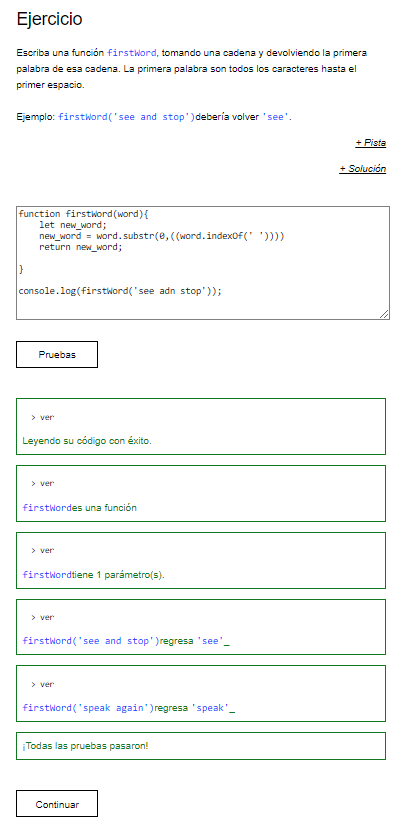 Ejercicio
Escriba una función firstWord, tomando una cadena y devolviendo la primera
palabra de esa cadena. La primera palabra son todos los caracteres hasta el
primer espacio.
Ejemplo: firstWord('see and stop')debería volver 'see'.
+ Pista
+ Solución
function firstWord(word){
    let new_word;
    new_word = word.substr(0,((word.indexOf(' '))))
    return new_word;
}
console.log(firstWord('see adn stop'));
Pruebas
> ver
Leyendo su código con éxito.
> ver
firstWordes una función
> ver
firstWordtiene 1 parámetro(s).
> ver
firstWord('see and stop')regresa 'see'_
> ver
firstWord('speak again')regresa 'speak'_
¡Todas las pruebas pasaron!
Continuar